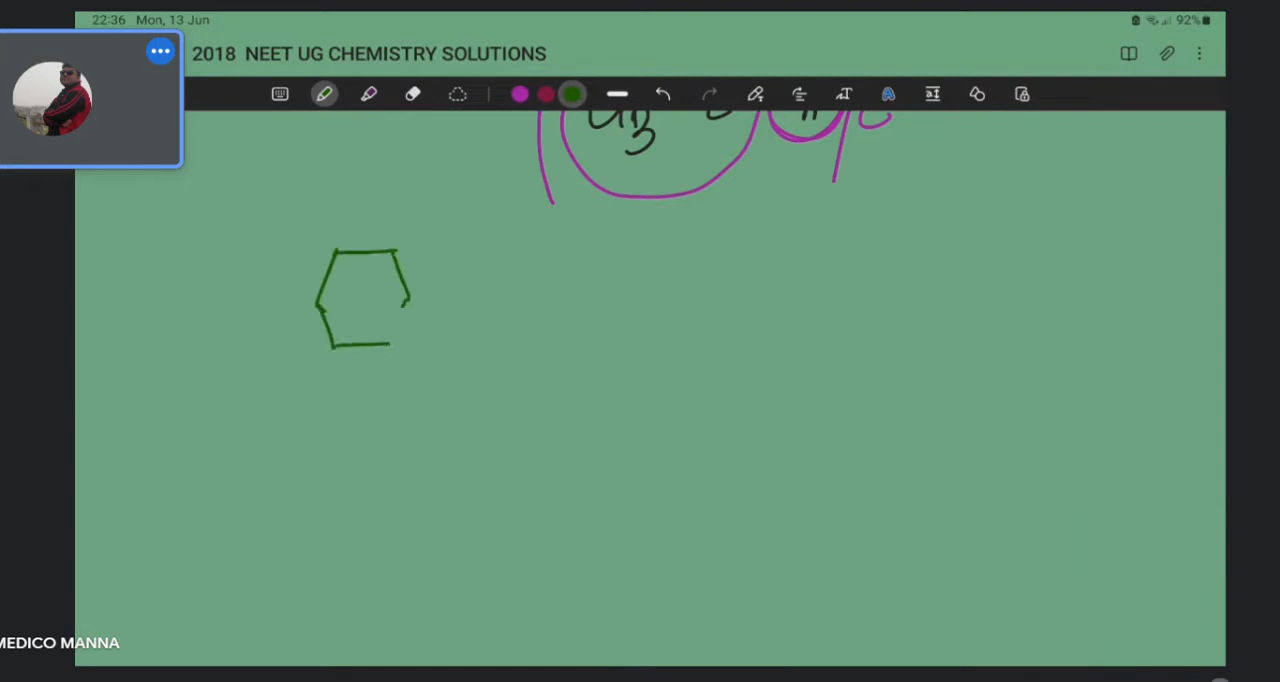 22:36 Mon, 13 Jun
92%
2018 NEET UG CHEMISTRY SOLUTIONS
MEDICO MANNA